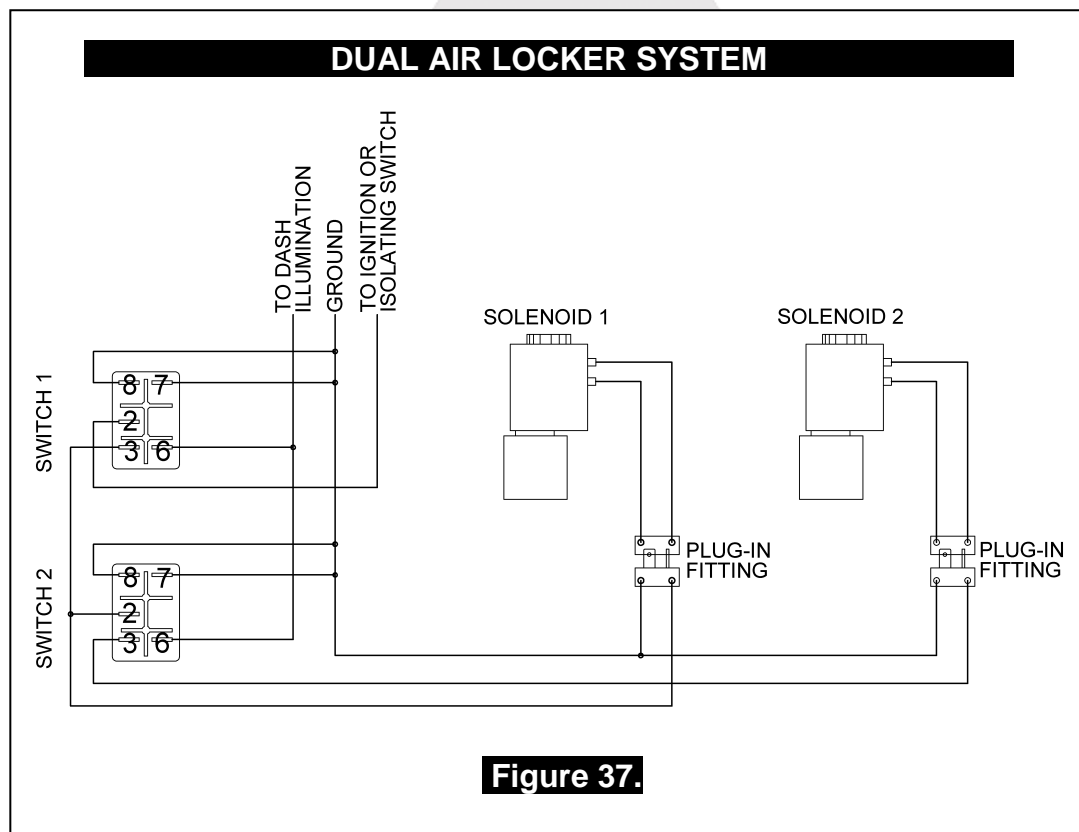 DUAL AIR LOCKER SYSTEM
TO DASH
ILLUMINATION
GROUND
TO IGNITION OR
ISOLATING SWITCH
SOLENOID 1
SOLENOID 2
SWITCH 1
8 7
2
3 6
SWITCH 2
8 7
2
3 6
PLUG-IN
FITTING
PLUG-IN
FITTING
Figure 37.